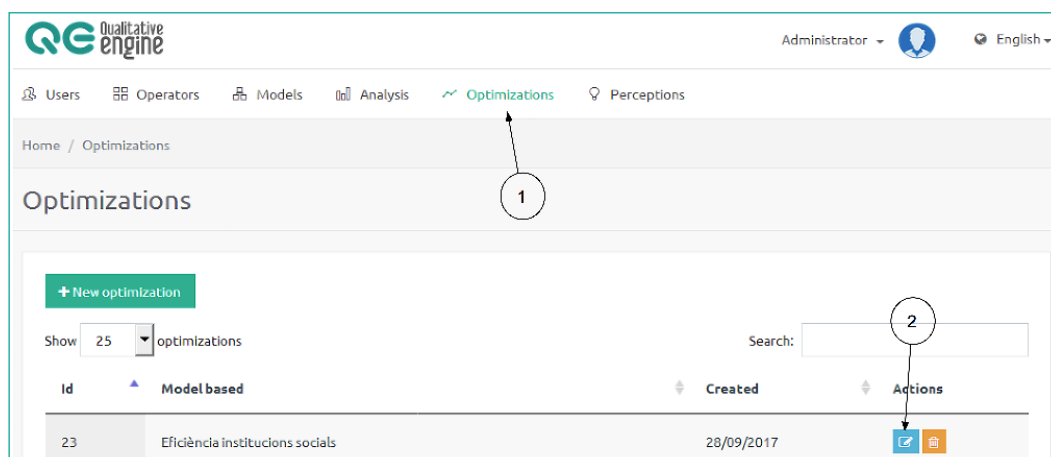 QE Qualitative engine
Administrator
English
Users Operators Models Analysis Optimizations Perceptions
Home / Optimizations
Optimizations
1
+ New optimization
2
Show 25 optimizations Search:
Id Model based Created Actions
23 Eficiència institucions socials 28/09/2017